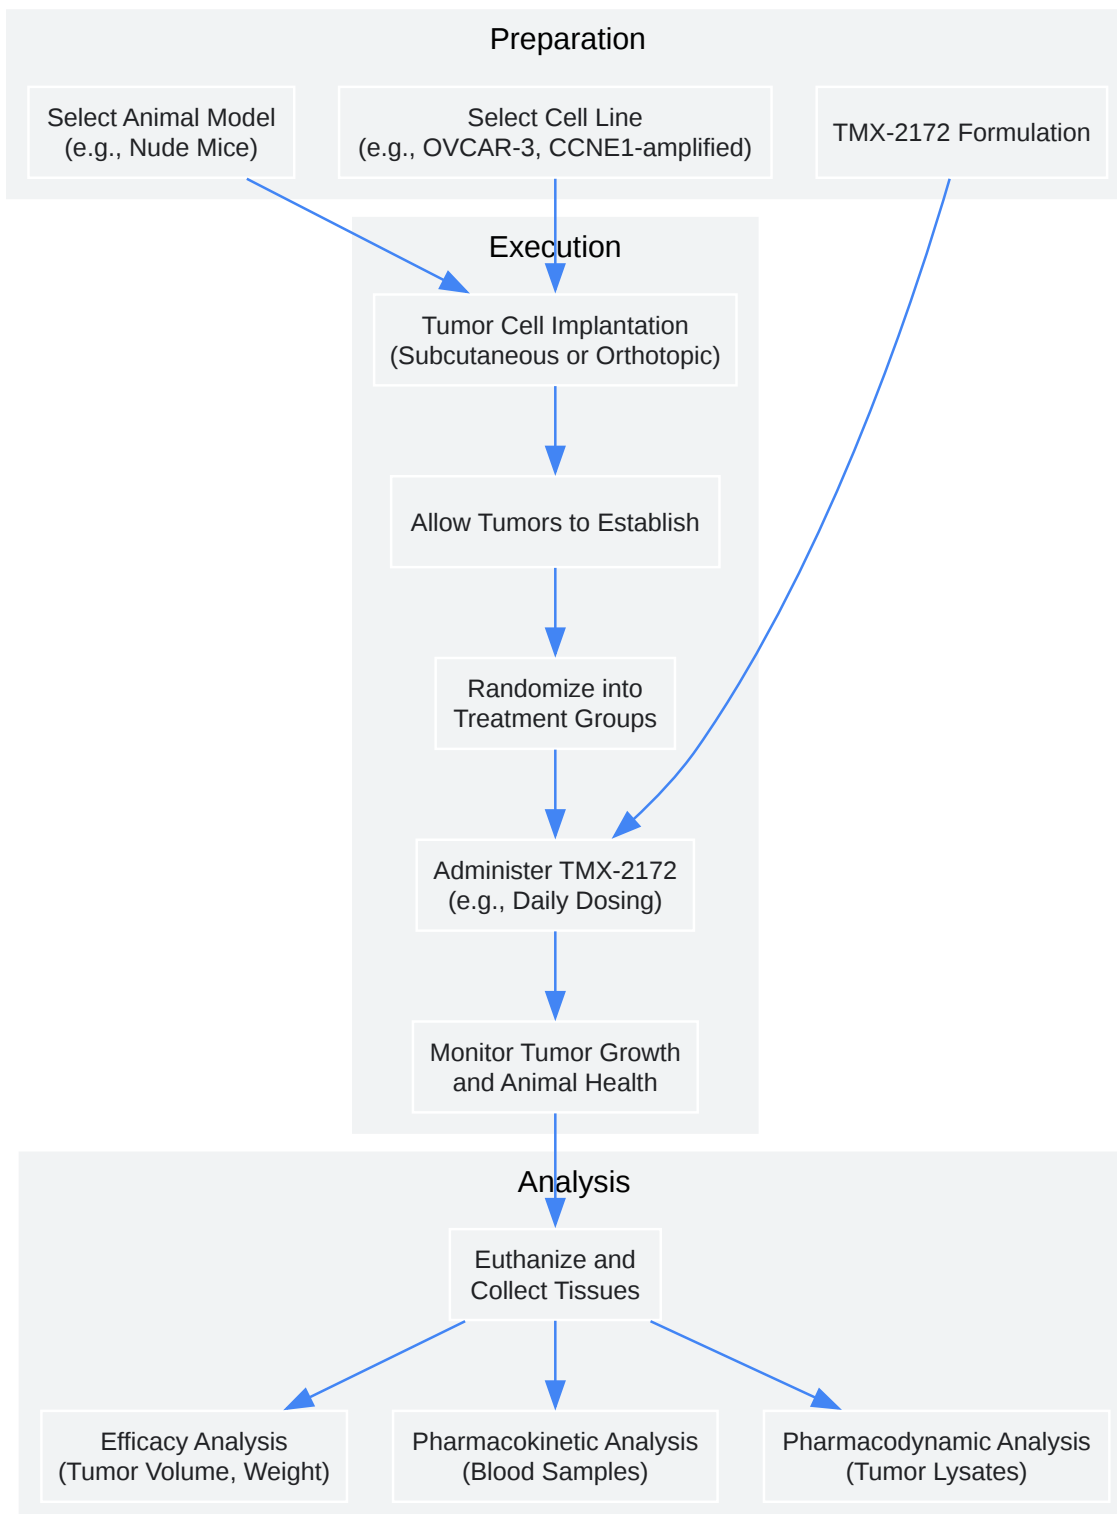 Preparation
Select Animal Model
(e.g., Nude Mice)
Select Cell Line
(e.g., OVCAR-3, CCNE1-amplified)
TMX-2172 Formulation
Execution
Tumor Cell Implantation
(Subcutaneous or Orthotopic)
Allow Tumors to Establish
Randomize into
Treatment Groups
Administer TMX-2172
(e.g., Daily Dosing)
Monitor Tumor Growth
and Animal Health
Analysis
Euthanize and
Collect Tissues
Efficacy Analysis
(Tumor Volume, Weight)
Pharmacokinetic Analysis
(Blood Samples)
Pharmacodynamic Analysis
(Tumor Lysates)